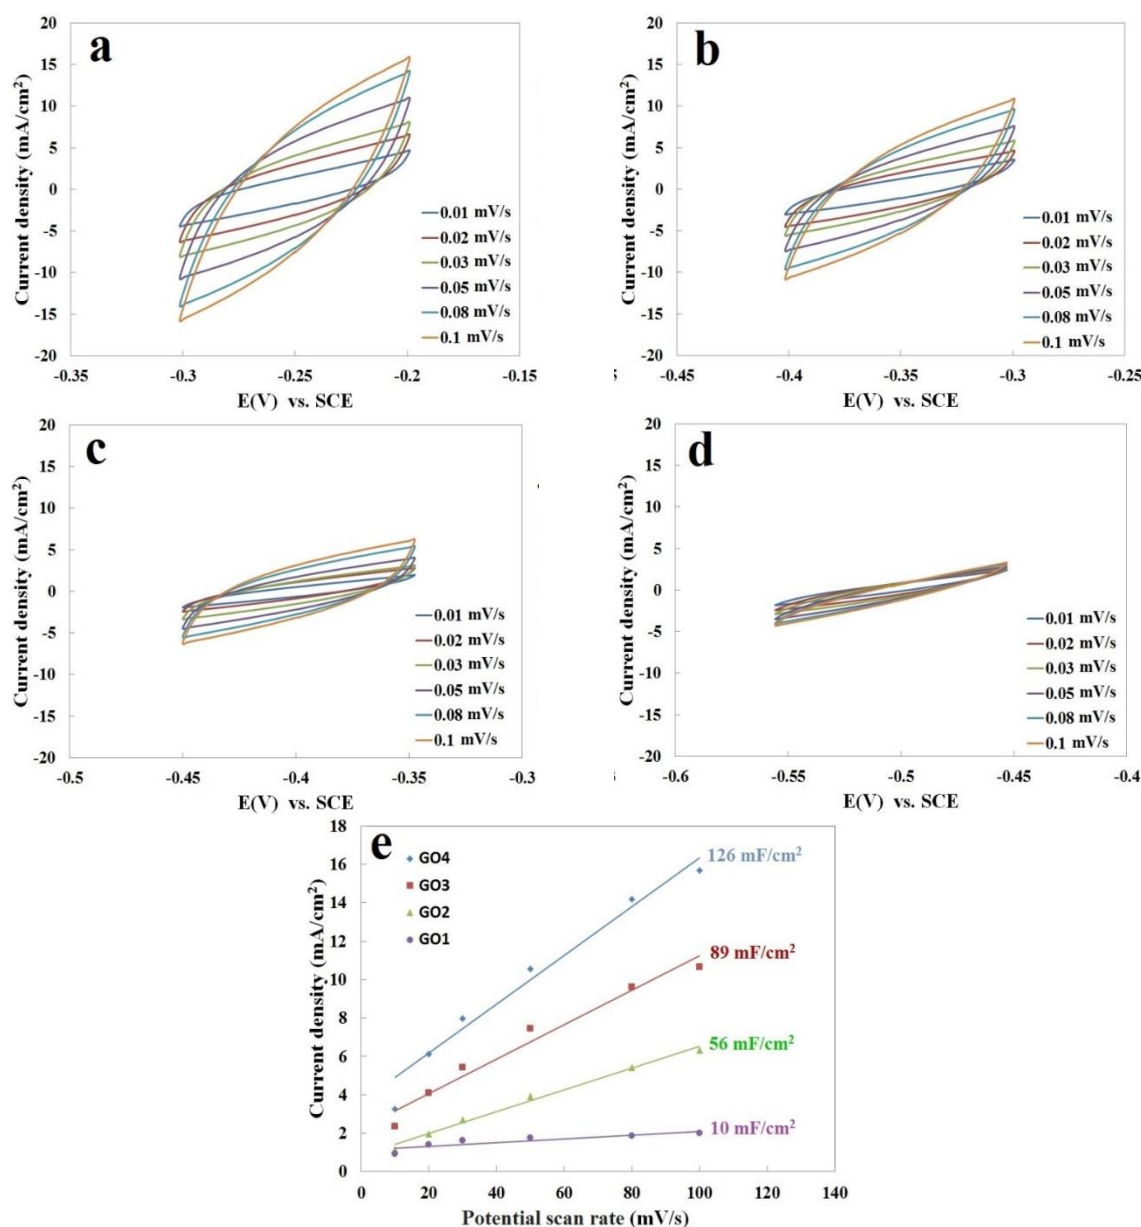 a
Current density (mA/cm²)
20
15
10
5
0
-5
-10
-15
-20
0.01 mV/s
0.02 mV/s
0.03 mV/s
0.05 mV/s
0.08 mV/s
0.1 mV/s
-0.35
-0.3
-0.25
-0.2
-0.15
E(V) vs. SCE
b
Current density (mA/cm²)
20
15
10
5
0
-5
-10
-15
-20
0.01 mV/s
0.02 mV/s
0.03 mV/s
0.05 mV/s
0.08 mV/s
0.1 mV/s
-0.45
-0.4
-0.35
-0.3
-0.25
E(V) vs. SCE
c
Current density (mA/cm²)
20
15
10
5
0
-5
-10
-15
-20
0.01 mV/s
0.02 mV/s
0.03 mV/s
0.05 mV/s
0.08 mV/s
0.1 mV/s
-0.5
-0.45
-0.4
-0.35
-0.3
E(V) vs. SCE
d
Current density (mA/cm²)
20
15
10
5
0
-5
-10
-15
-20
0.01 mV/s
0.02 mV/s
0.03 mV/s
0.05 mV/s
0.08 mV/s
0.1 mV/s
-0.6
-0.55
-0.5
-0.45
-0.4
E(V) vs. SCE
e
Current density (mA/cm²)
18
16
14
12
10
8
6
4
2
0
GO4
GO3
GO2
GO1
126 mF/cm²
89 mF/cm²
56 mF/cm²
10 mF/cm²
0
20
40
60
80
100
120
140
Potential scan rate (mV/s)